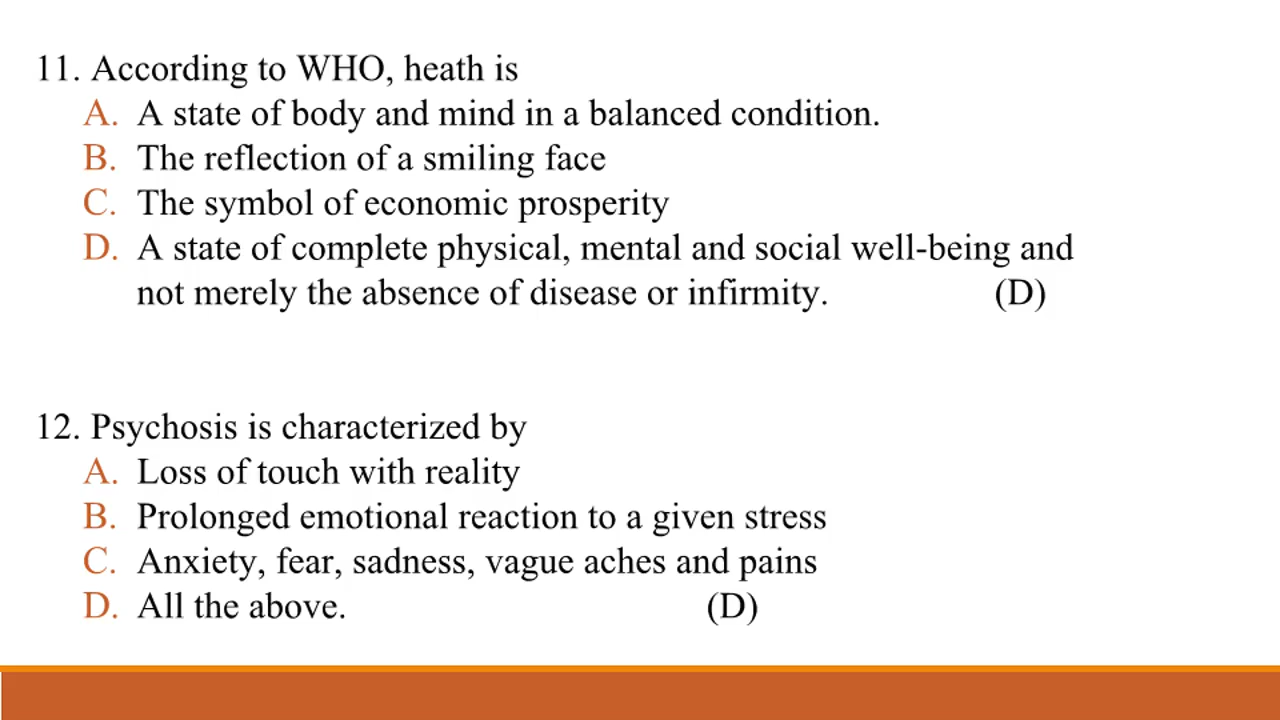 11. According to WHO, heath is
A. A state of body and mind in a balanced condition.
B. The reflection of a smiling face
C. The symbol of economic prosperity
D. A state of complete physical, mental and social well-being and
not merely the absence of disease or infirmity. (D)
12. Psychosis is characterized by
A. Loss of touch with reality
B. Prolonged emotional reaction to a given stress
C. Anxiety, fear, sadness, vague aches and pains
D. All the above. (D)